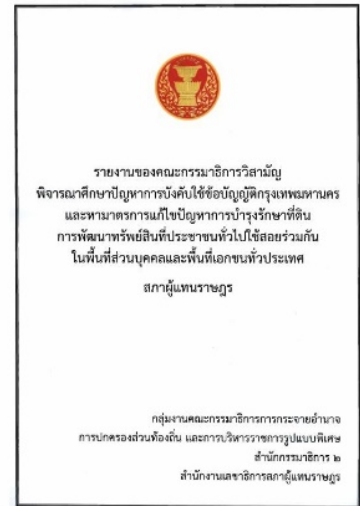 รายงานของคณะกรรมาธิการวิสามัญ
พิจารณาศึกษาปัญหาการบังคับใช้ข้อบัญญัติกรุงเทพมหานคร
และหามาตรการแก้ไขปัญหาการบำรุงรักษาที่ดิน
การพัฒนาทรัพย์สินที่ประชาชนทั่วไปใช้สอยร่วมกัน
ในพื้นที่ส่วนบุคคลและพื้นที่เอกชนทั่วประเทศ
สภาผู้แทนราษฎร
กลุ่มงานคณะกรรมาธิการการกระจายอำนาจ
การปกครองส่วนท้องถิ่น และการบริหารราชการรูปแบบพิเศษ
สำนักกรรมาธิการ ๒
สำนักงานเลขาธิการสภาผู้แทนราษฎร